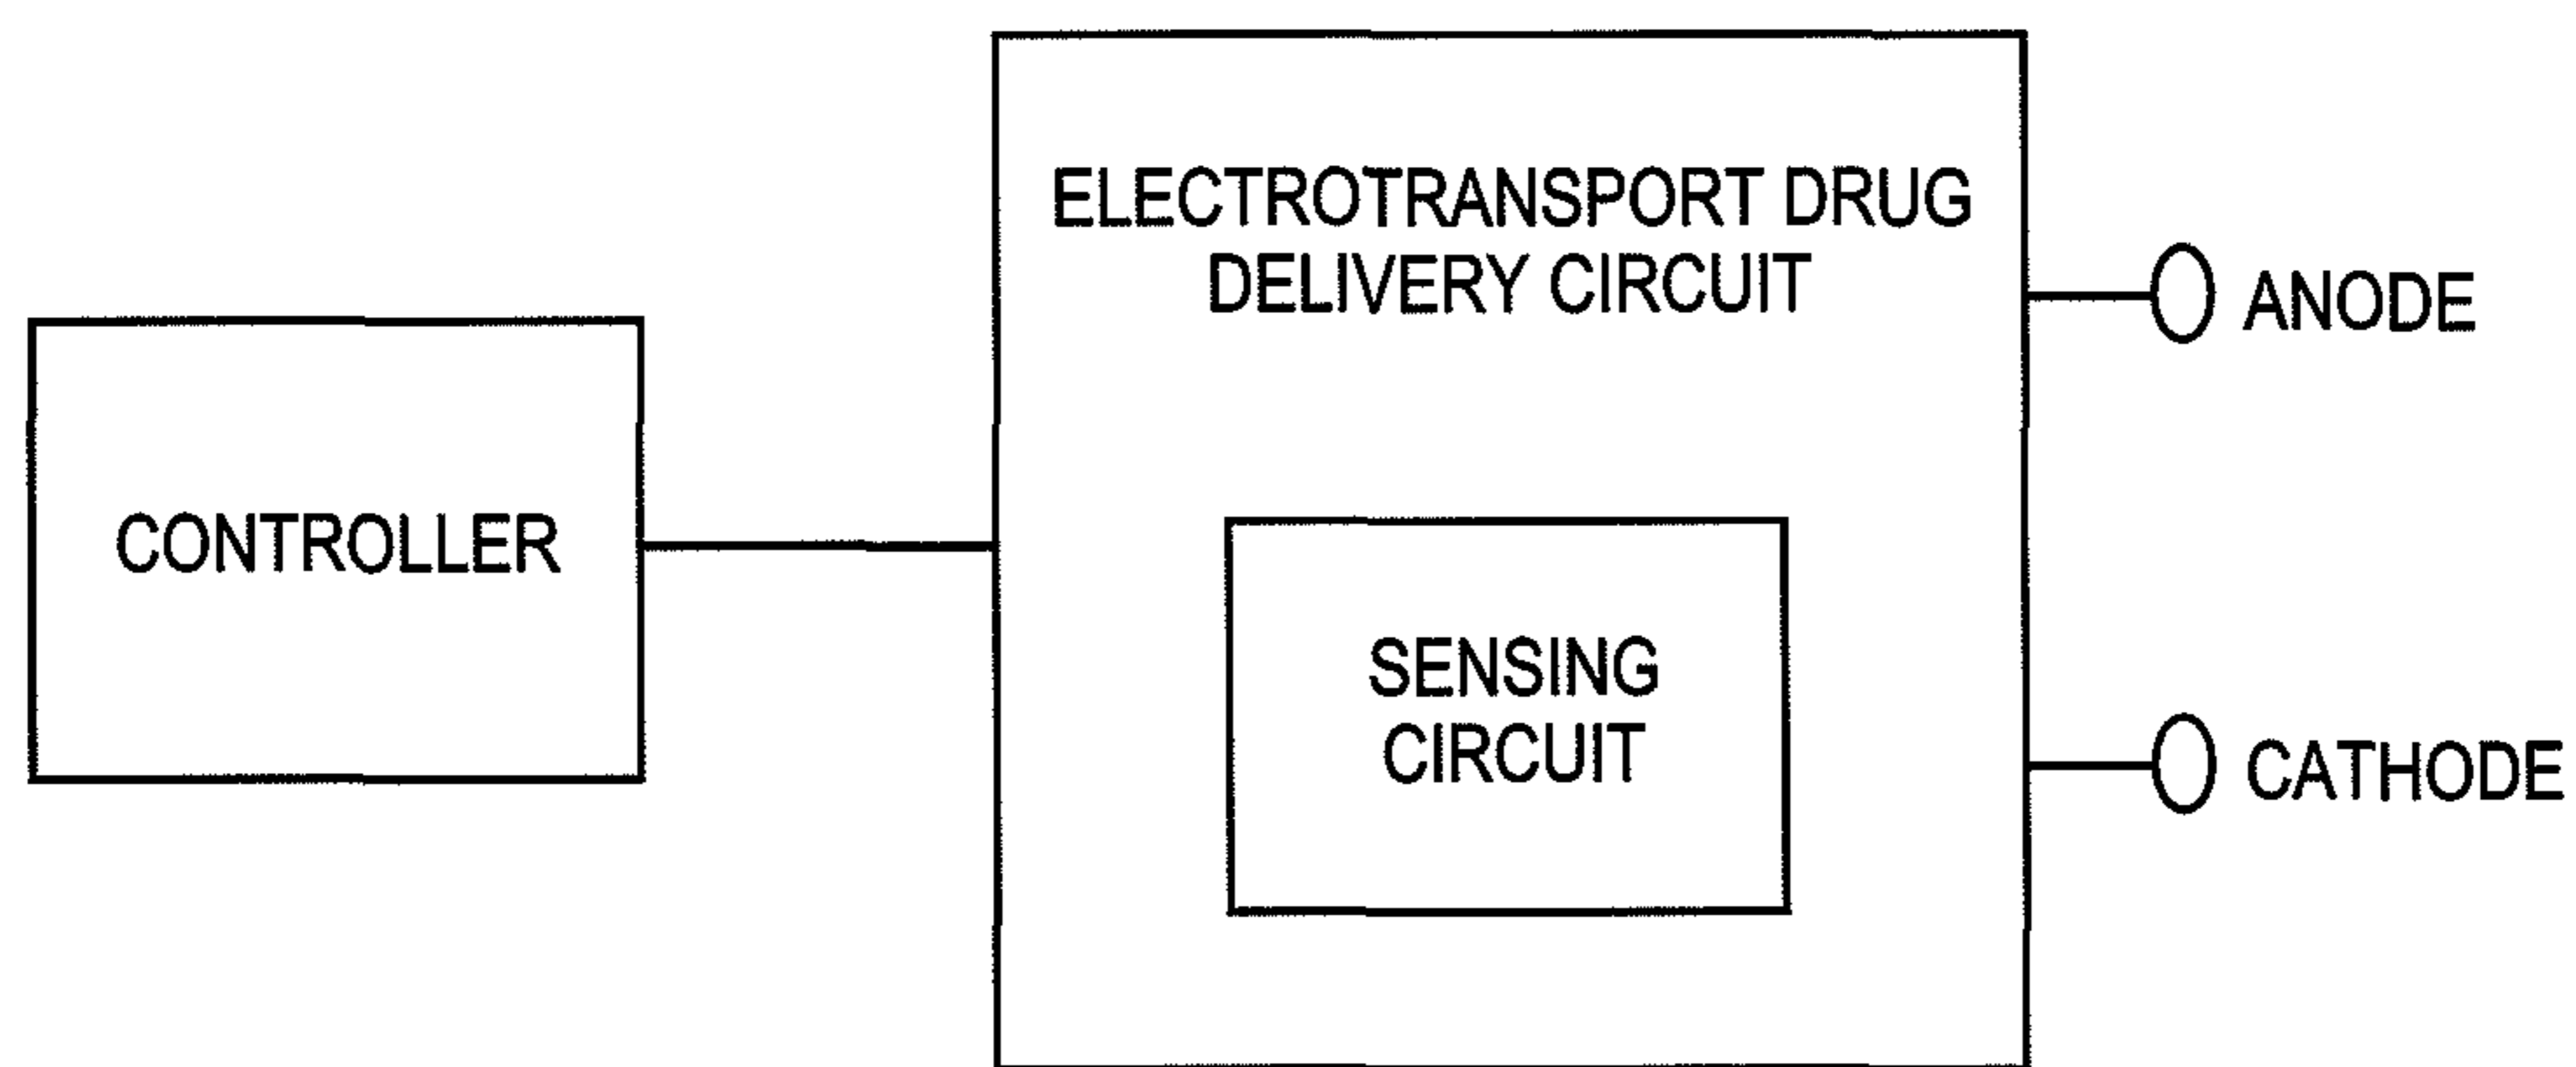 ELECTROTRANSPORT DRUG
DELIVERY CIRCUIT
CONTROLLER
SENSING
CIRCUIT
ANODE
CATHODE